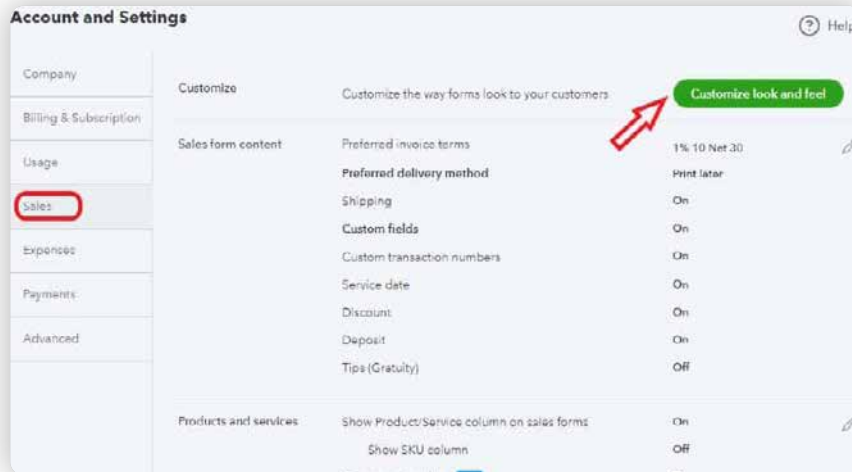 Account and Settings
Help
Company
Billing & Subscription
Usage
Sales
Expenses
Payments
Advanced
Customize
Customize the way forms look to your customers
Customize look and feel
Sales form content
Preferred invoice terms
1% 10 Net 30
Preferred delivery method
Print later
Shipping
On
Custom fields
On
Custom transaction numbers
On
Service date
On
Discount
On
Deposit
On
Tips (Gratuity)
Off
Products and services
Show Product/Service column on sales forms
On
Show SKU column
Off